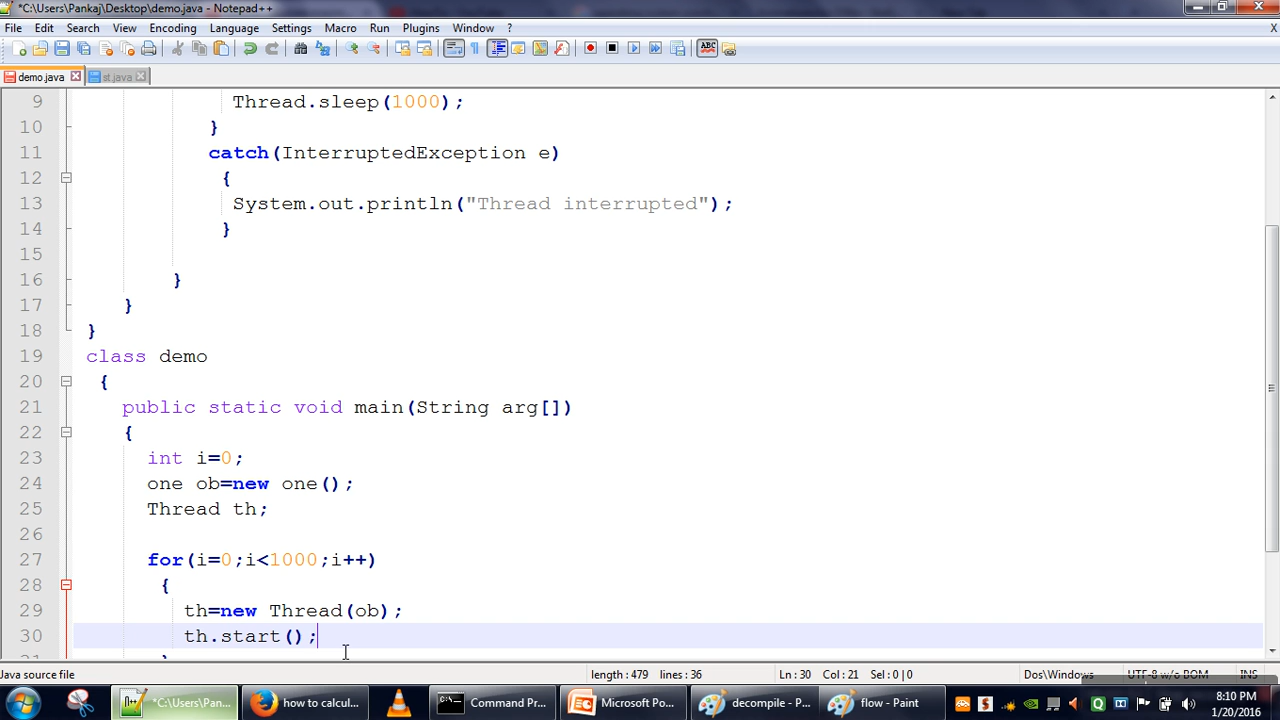 *C:\Users\Pankaj\Desktop\demo.java - Notepad++
File Edit Search View Encoding Language Settings Macro Run Plugins Window ? X
demo.java st.java
9 Thread.sleep(1000);
10 }
11 catch(InterruptedException e)
12 {
13 System.out.println("Thread interrupted");
14 }
15
16 }
17 }
18 }
19 class demo
20 {
21 public static void main(String arg[])
22 {
23 int i=0;
24 one ob=new one();
25 Thread th;
26
27 for(i=0;i<1000;i++)
28 {
29 th=new Thread(ob);
30 th.start();
31 }
Java source file length : 479 lines : 36 Ln : 30 Col : 21 Sel : 0 | 0 Dos\Windows UTF-8 w/o BOM INS
*C:\Users\Pan... how to calcul... Command Pr... Microsoft Po... decompile - P... flow - Paint 8:10 PM
1/20/2016